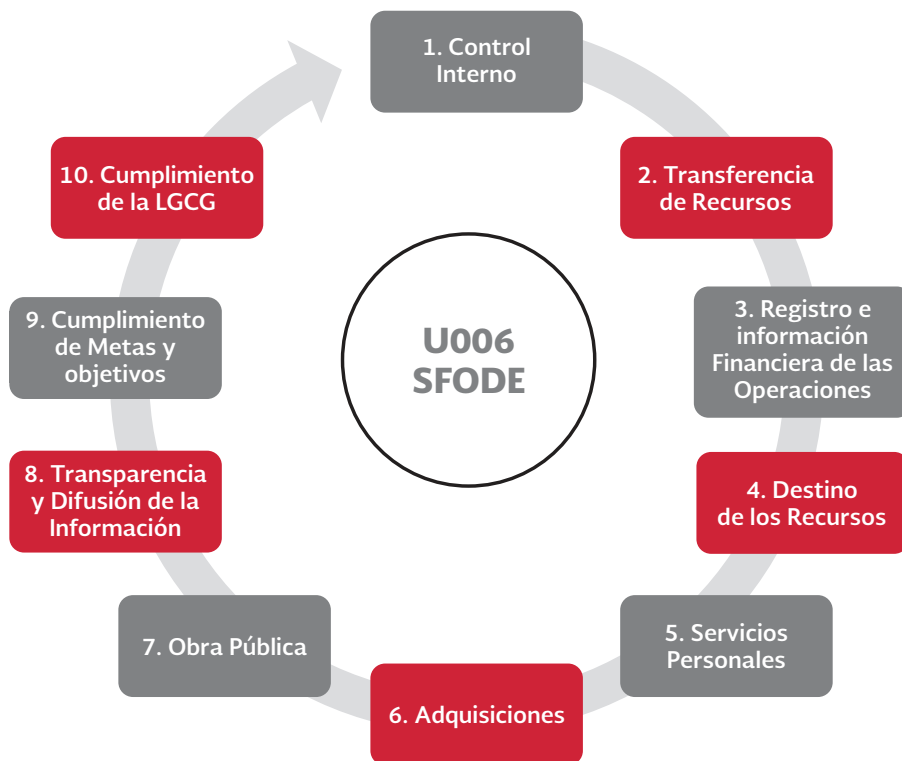 1. Control
Interno
2. Transferencia
de Recursos
3. Registro e
información
Financiera de las
Operaciones
4. Destino
de los Recursos
5. Servicios
Personales
6. Adquisiciones
7. Obra Pública
8. Transparencia
y Difusión de la
Información
9. Cumplimiento
de Metas y
objetivos
10. Cumplimiento
de la LGCG
U006
SFODE